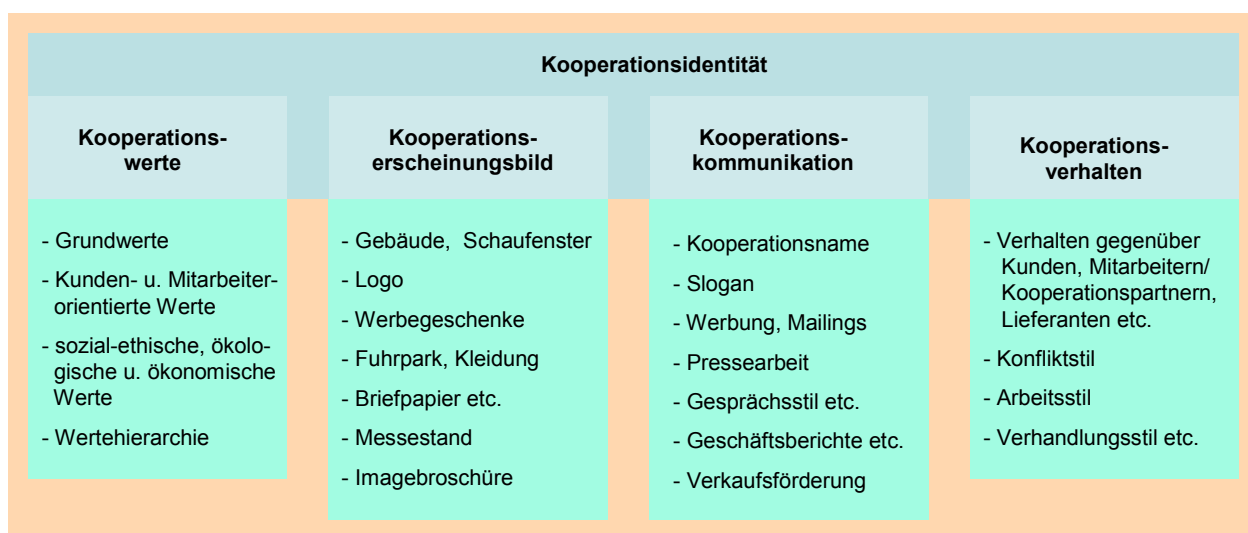 Kooperationsidentität
Kooperations-
werte
- Grundwerte
- Kunden- u. Mitarbeiter-
orientierte Werte
- sozial-ethische, ökolo-
gische u. ökonomische
Werte
- Wertehierarchie
Kooperations-
erscheinungsbild
- Gebäude, Schaufenster
- Logo
- Werbegeschenke
- Fuhrpark, Kleidung
- Briefpapier etc.
- Messestand
- Imagebroschüre
Kooperations-
kommunikation
- Kooperationsname
- Slogan
- Werbung, Mailings
- Pressearbeit
- Gesprächsstil etc.
- Geschäftsberichte etc.
- Verkaufsförderung
Kooperations-
verhalten
- Verhalten gegenüber
Kunden, Mitarbeitern/
Kooperationspartnern,
Lieferanten etc.
- Konfliktstil
- Arbeitsstil
- Verhandlungsstil etc.